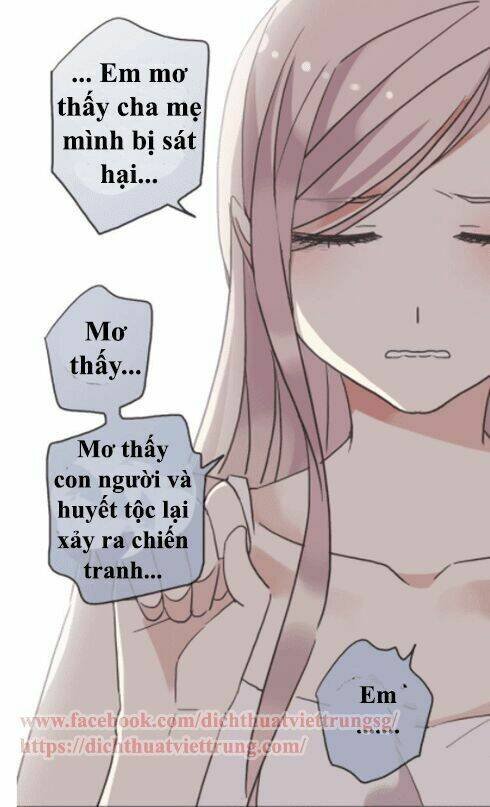 ... Em mơ
thấy cha mẹ
mình bị sát
hại...
Mơ
thấy...
Mơ thấy
con người và
huyết tộc lại
xảy ra chiến
tranh...
Em
.......
www.facebook.com/dichthuatviettrungsg/
https://dichthuatviettrung.com/